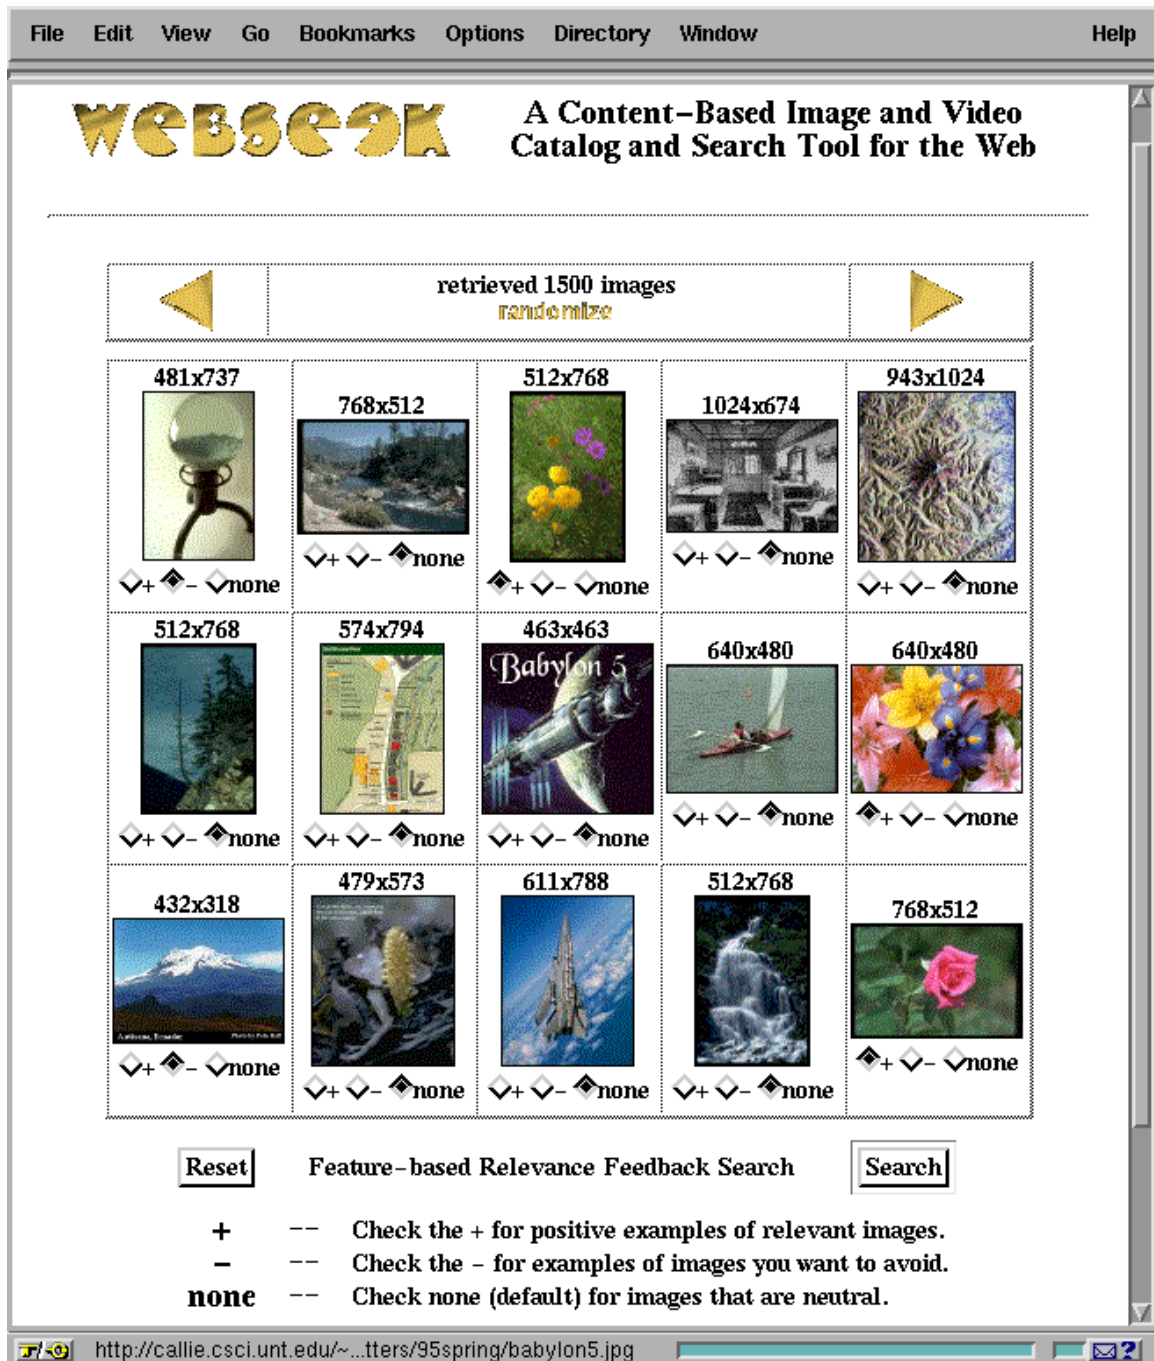 File Edit View Go Bookmarks Options Directory Window Help
WEBSEEK
A Content-Based Image and Video
Catalog and Search Tool for the Web
retrieved 1500 images
randomize
481x737
768x512
512x768
1024x674
943x1024
+ - none
+ - none
+ - none
+ - none
+ - none
512x768
574x794
463x463
640x480
640x480
Babylon 5
+ - none
+ - none
+ - none
+ - none
+ - none
432x318
479x573
611x788
512x768
768x512
Antisana, Ecuador
+ - none
+ - none
+ - none
+ - none
+ - none
Reset Feature-based Relevance Feedback Search Search
+ -- Check the + for positive examples of relevant images.
- -- Check the - for examples of images you want to avoid.
none -- Check none (default) for images that are neutral.
http://callie.csci.unt.edu/~...tters/95spring/babylon5.jpg
?